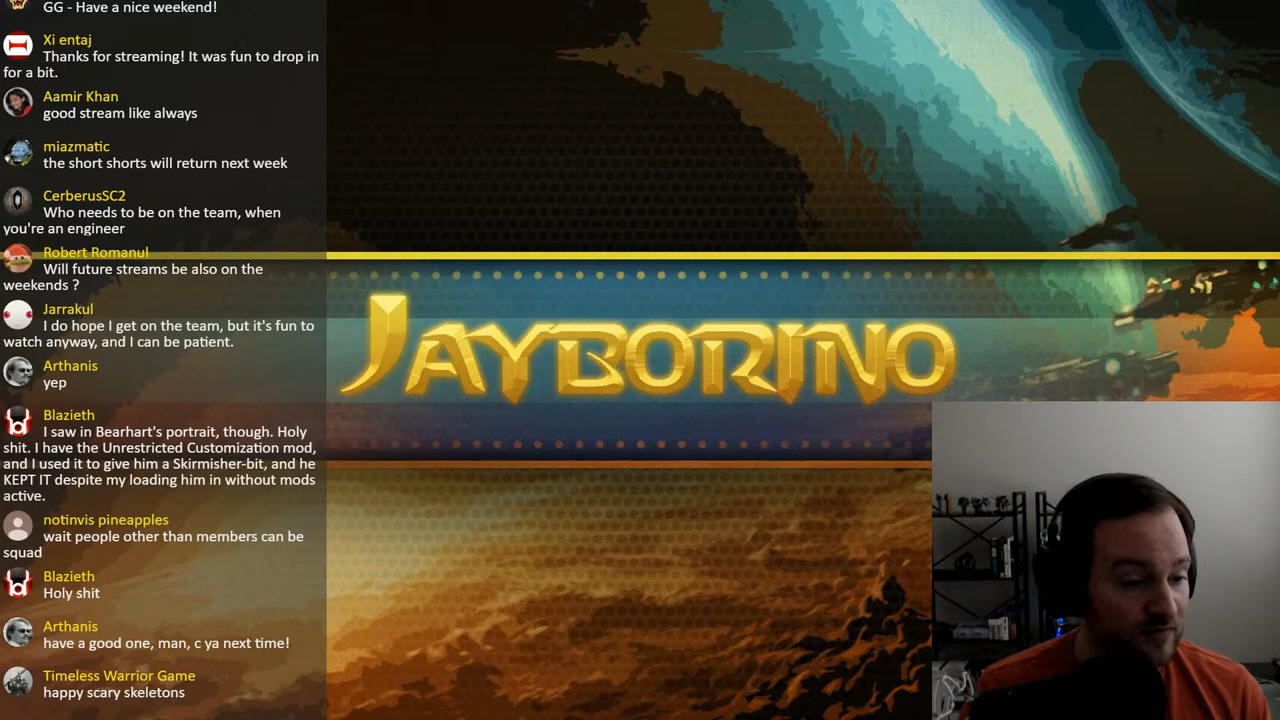 GG - Have a nice weekend!
Xi entaj
Thanks for streaming! It was fun to drop in
for a bit.
Aamir Khan
good stream like always
miazmatic
the short shorts will return next week
CerberusSC2
Who needs to be on the team, when
you're an engineer
Robert Romanul
Will future streams be also on the
weekends ?
Jarrakul
I do hope I get on the team, but it's fun to
watch anyway, and I can be patient.
Arthanis
yep
Blazieth
I saw in Bearhart's portrait, though. Holy
shit. I have the Unrestricted Customization mod,
and I used it to give him a Skirmisher-bit, and he
KEPT IT despite my loading him in without mods
active.
notinvis pineapples
wait people other than members can be
squad
Blazieth
Holy shit
Arthanis
have a good one, man, c ya next time!
Timeless Warrior Game
happy scary skeletons
JAYBORINO